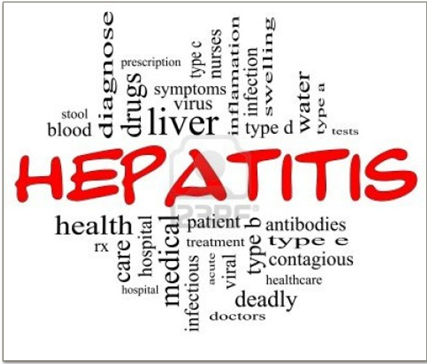 diagnose
prescription
drugs
type c
nurses
inflamation
infection
swelling
symptoms
virus
water
type a
stool
blood
liver
type d
tests
HEPATITIS
123RF
health
rx
care
hospital
hospital
medical
patient
treatment
infectious
acute
viral
type b
antibodies
type e
contagious
healthcare
deadly
doctors